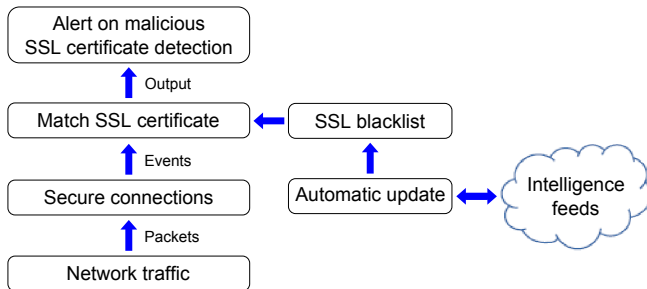 Alert on malicious
SSL certificate detection
Output
Match SSL certificate
SSL blacklist
Events
Secure connections
Automatic update
Intelligence
feeds
Packets
Network traffic